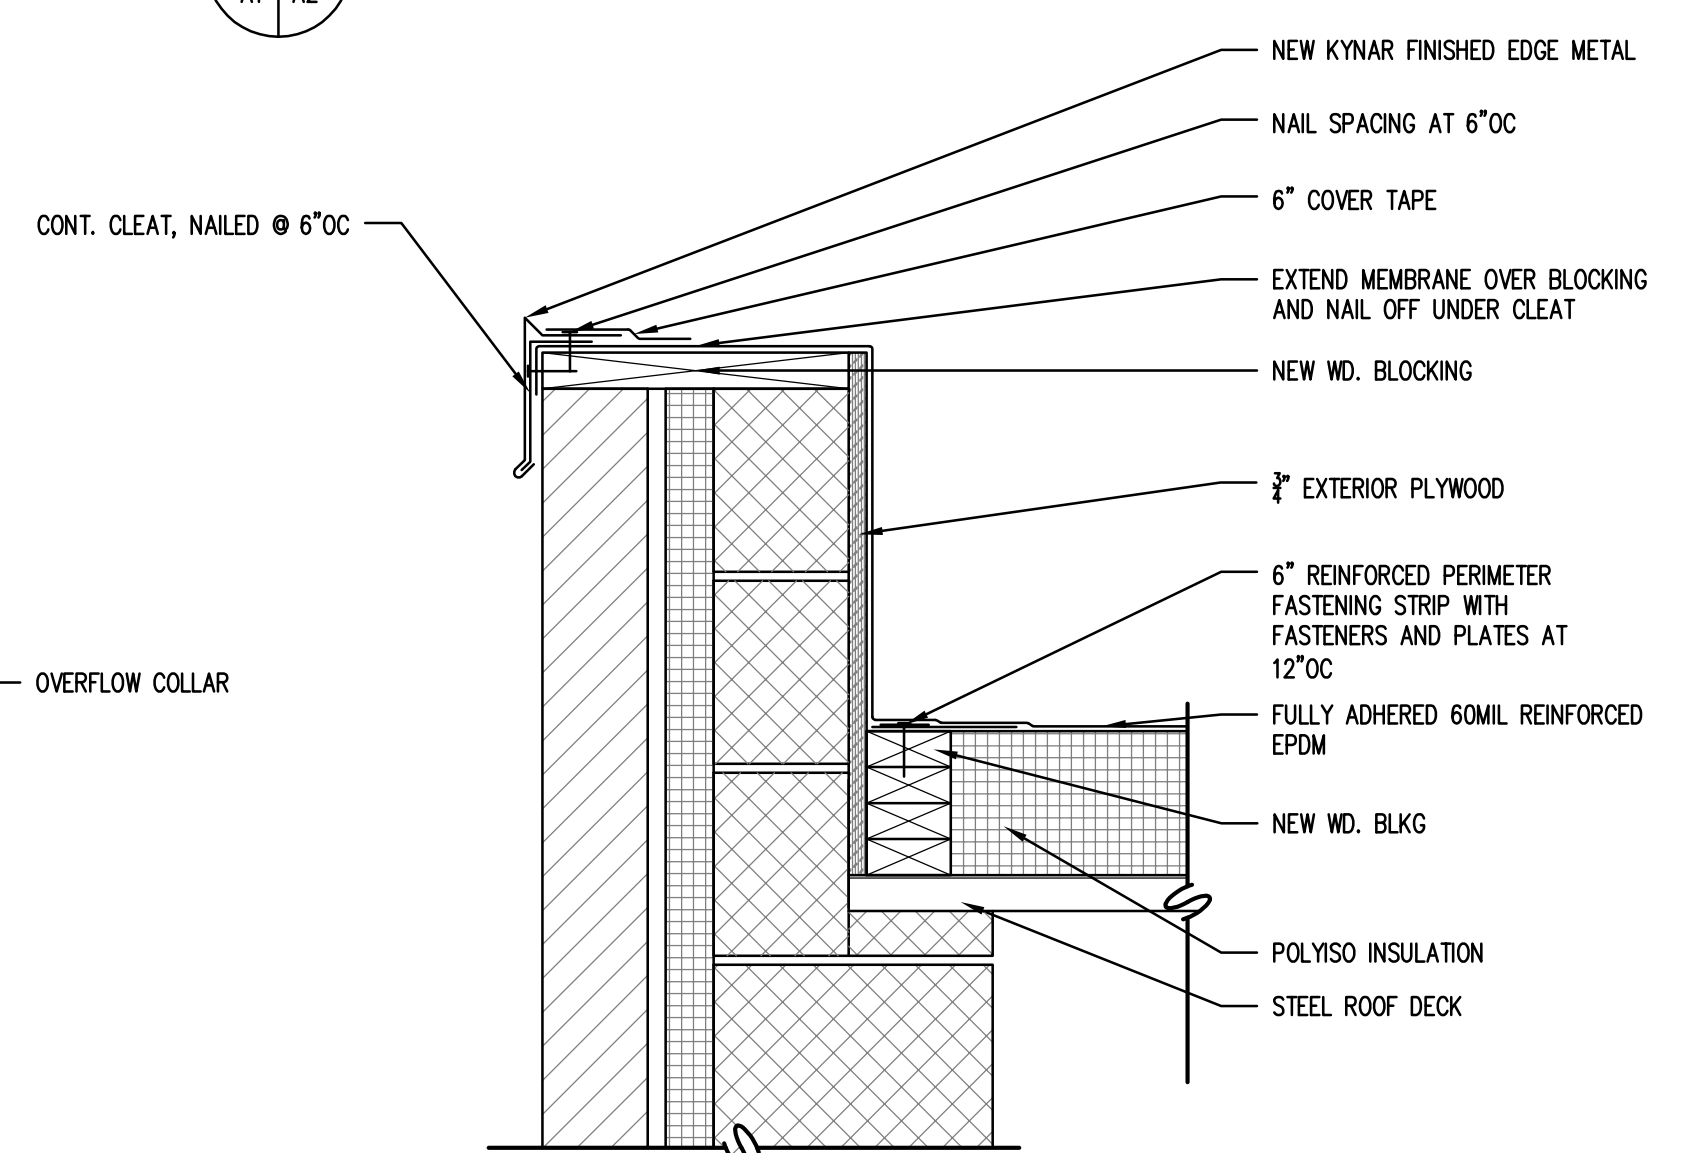 A1 A2
NEW KYNAR FINISHED EDGE METAL
NAIL SPACING AT 6"OC
6" COVER TAPE
CONT. CLEAT, NAILED @ 6"OC
EXTEND MEMBRANE OVER BLOCKING
AND NAIL OFF UNDER CLEAT
NEW WD. BLOCKING
3/4" EXTERIOR PLYWOOD
6" REINFORCED PERIMETER
FASTENING STRIP WITH
FASTENERS AND PLATES AT
12"OC
OVERFLOW COLLAR
FULLY ADHERED 60MIL REINFORCED
EPDM
NEW WD. BLKG
POLYISO INSULATION
STEEL ROOF DECK